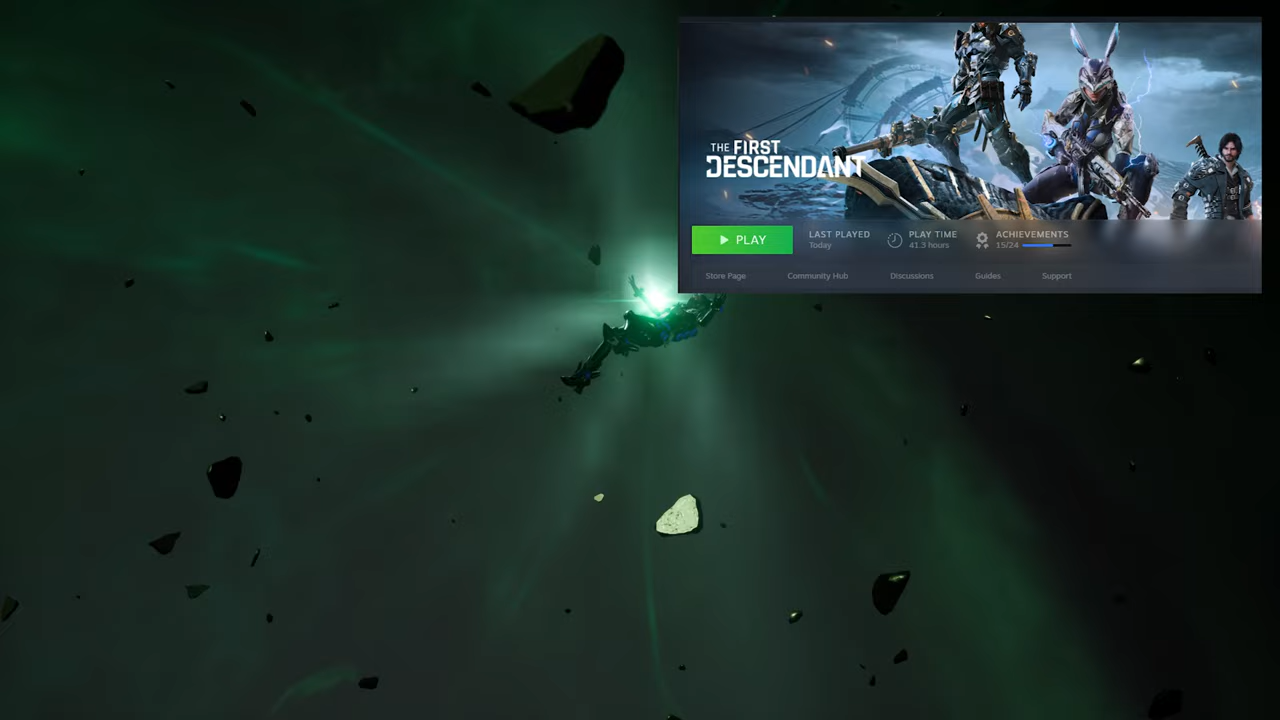 THE FIRST
DESCENDANT
PLAY
LAST PLAYED
Today
PLAY TIME
41.3 hours
ACHIEVEMENTS
15/24
Store Page
Community Hub
Discussions
Guides
Support